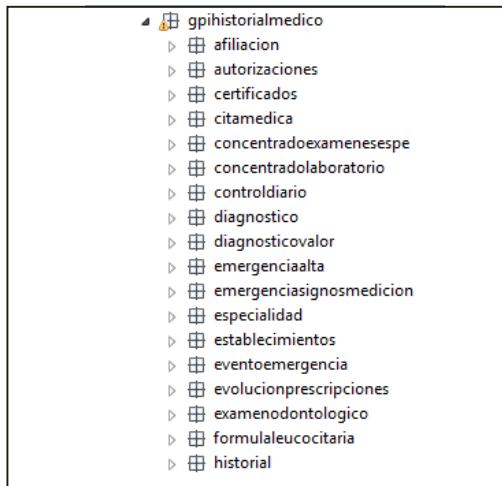 gpihistorialmedico
afiliacion
autorizaciones
certificados
citamedica
concentradoexamenesespe
concentradolaboratorio
controldiario
diagnostico
diagnosticovalor
emergenciaalta
emergenciasignosmedicion
especialidad
establecimientos
eventoemergencia
evolucionprescripciones
examenodontologico
formulaleucocitaria
historial